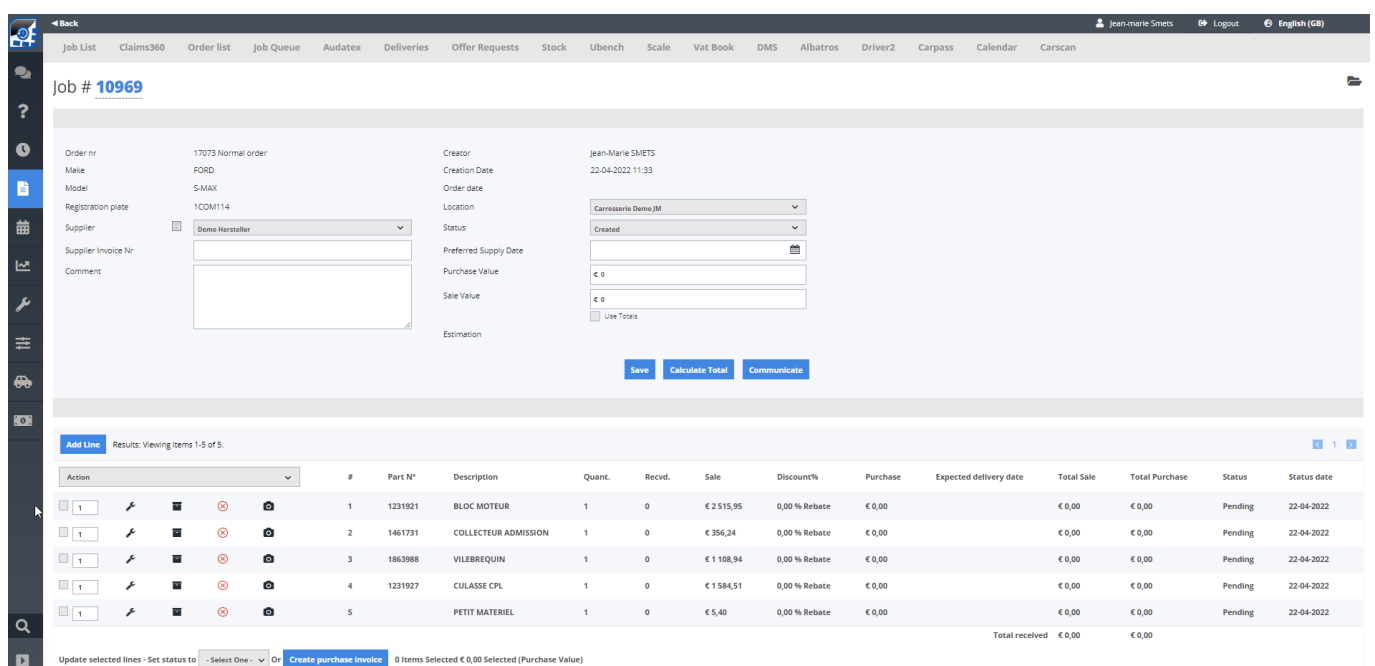 ◄Back Jean-marie Smets Logout English (GB)
Job List Claims360 Order list Job Queue Audatex Deliveries Offer Requests Stock Ubench Scale Vat Book DMS Albatros Driver2 Carpass Calendar Carscan
Job # 10969
Order nr 17073 Normal order Creator Jean-Marie SMETS
Make FORD Creation Date 22-04-2022 11:33
Model S-MAX Order date
Registration plate 1COM114 Location Carrosserie Demo JM
Supplier Demo Hersteller Status Created
Supplier Invoice Nr Preferred Supply Date
Comment Purchase Value € 0
Sale Value € 0
Use Totals
Estimation
Save Calculate Total Communicate
Add Line Results: Viewing items 1-5 of 5. 1
Action # Part N° Description Quant. Recvd. Sale Discount% Purchase Expected delivery date Total Sale Total Purchase Status Status date
1 1 1231921 BLOC MOTEUR 1 0 € 2 515,95 0,00 % Rebate € 0,00 € 0,00 € 0,00 Pending 22-04-2022
1 2 1461731 COLLECTEUR ADMISSION 1 0 € 356,24 0,00 % Rebate € 0,00 € 0,00 € 0,00 Pending 22-04-2022
1 3 1863988 VILEBREQUIN 1 0 € 1 108,94 0,00 % Rebate € 0,00 € 0,00 € 0,00 Pending 22-04-2022
1 4 1231927 CULASSE CPL 1 0 € 1 584,51 0,00 % Rebate € 0,00 € 0,00 € 0,00 Pending 22-04-2022
1 5 PETIT MATERIEL 1 0 € 5,40 0,00 % Rebate € 0,00 € 0,00 € 0,00 Pending 22-04-2022
Total received € 0,00 € 0,00
Update selected lines - Set status to - Select One - Or Create purchase invoice 0 Items Selected € 0,00 Selected (Purchase Value)